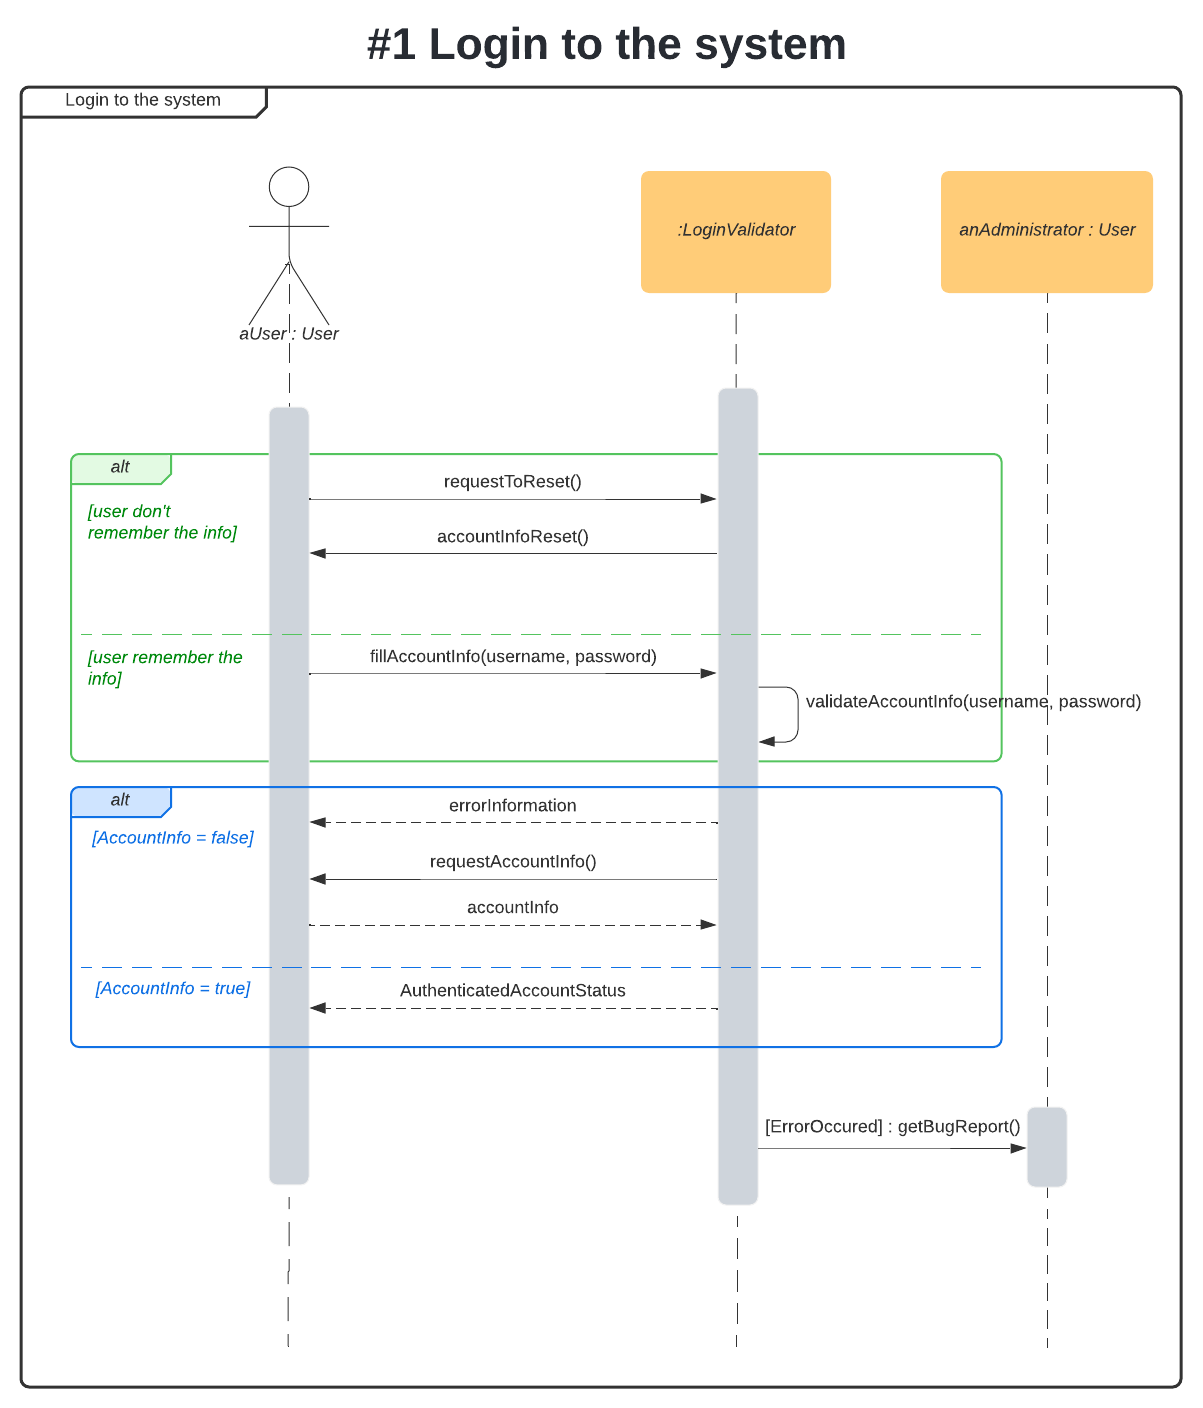 #1 Login to the system
Login to the system
:LoginValidator
anAdministrator : User
aUser : User
alt
requestToReset()
[user don't
remember the info]
accountInfoReset()
[user remember the
info]
fillAccountInfo(username, password)
validateAccountInfo(username, password)
alt
errorInformation
[AccountInfo = false]
requestAccountInfo()
accountInfo
[AccountInfo = true]
AuthenticatedAccountStatus
[ErrorOccured] : getBugReport()